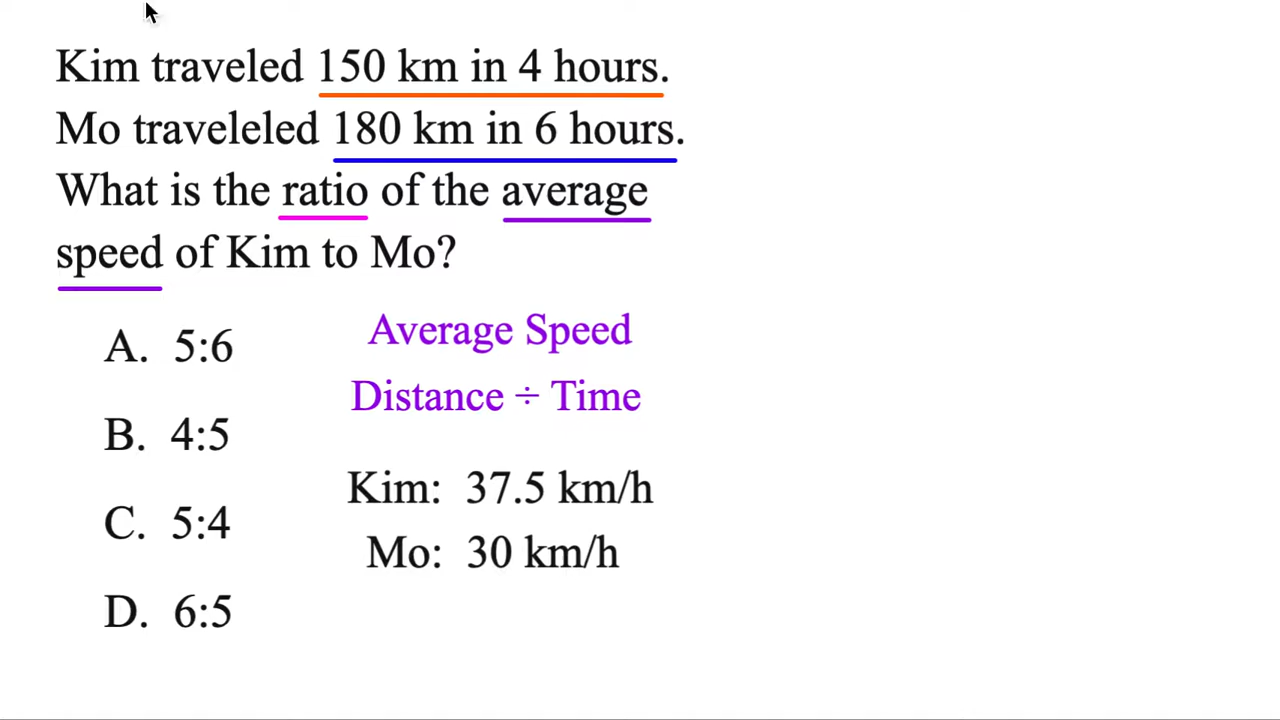 Kim traveled 150 km in 4 hours.
Mo traveleled 180 km in 6 hours.
What is the ratio of the average
speed of Kim to Mo?
A. 5:6
B. 4:5
C. 5:4
D. 6:5
Average Speed
Distance ÷ Time
Kim: 37.5 km/h
Mo: 30 km/h